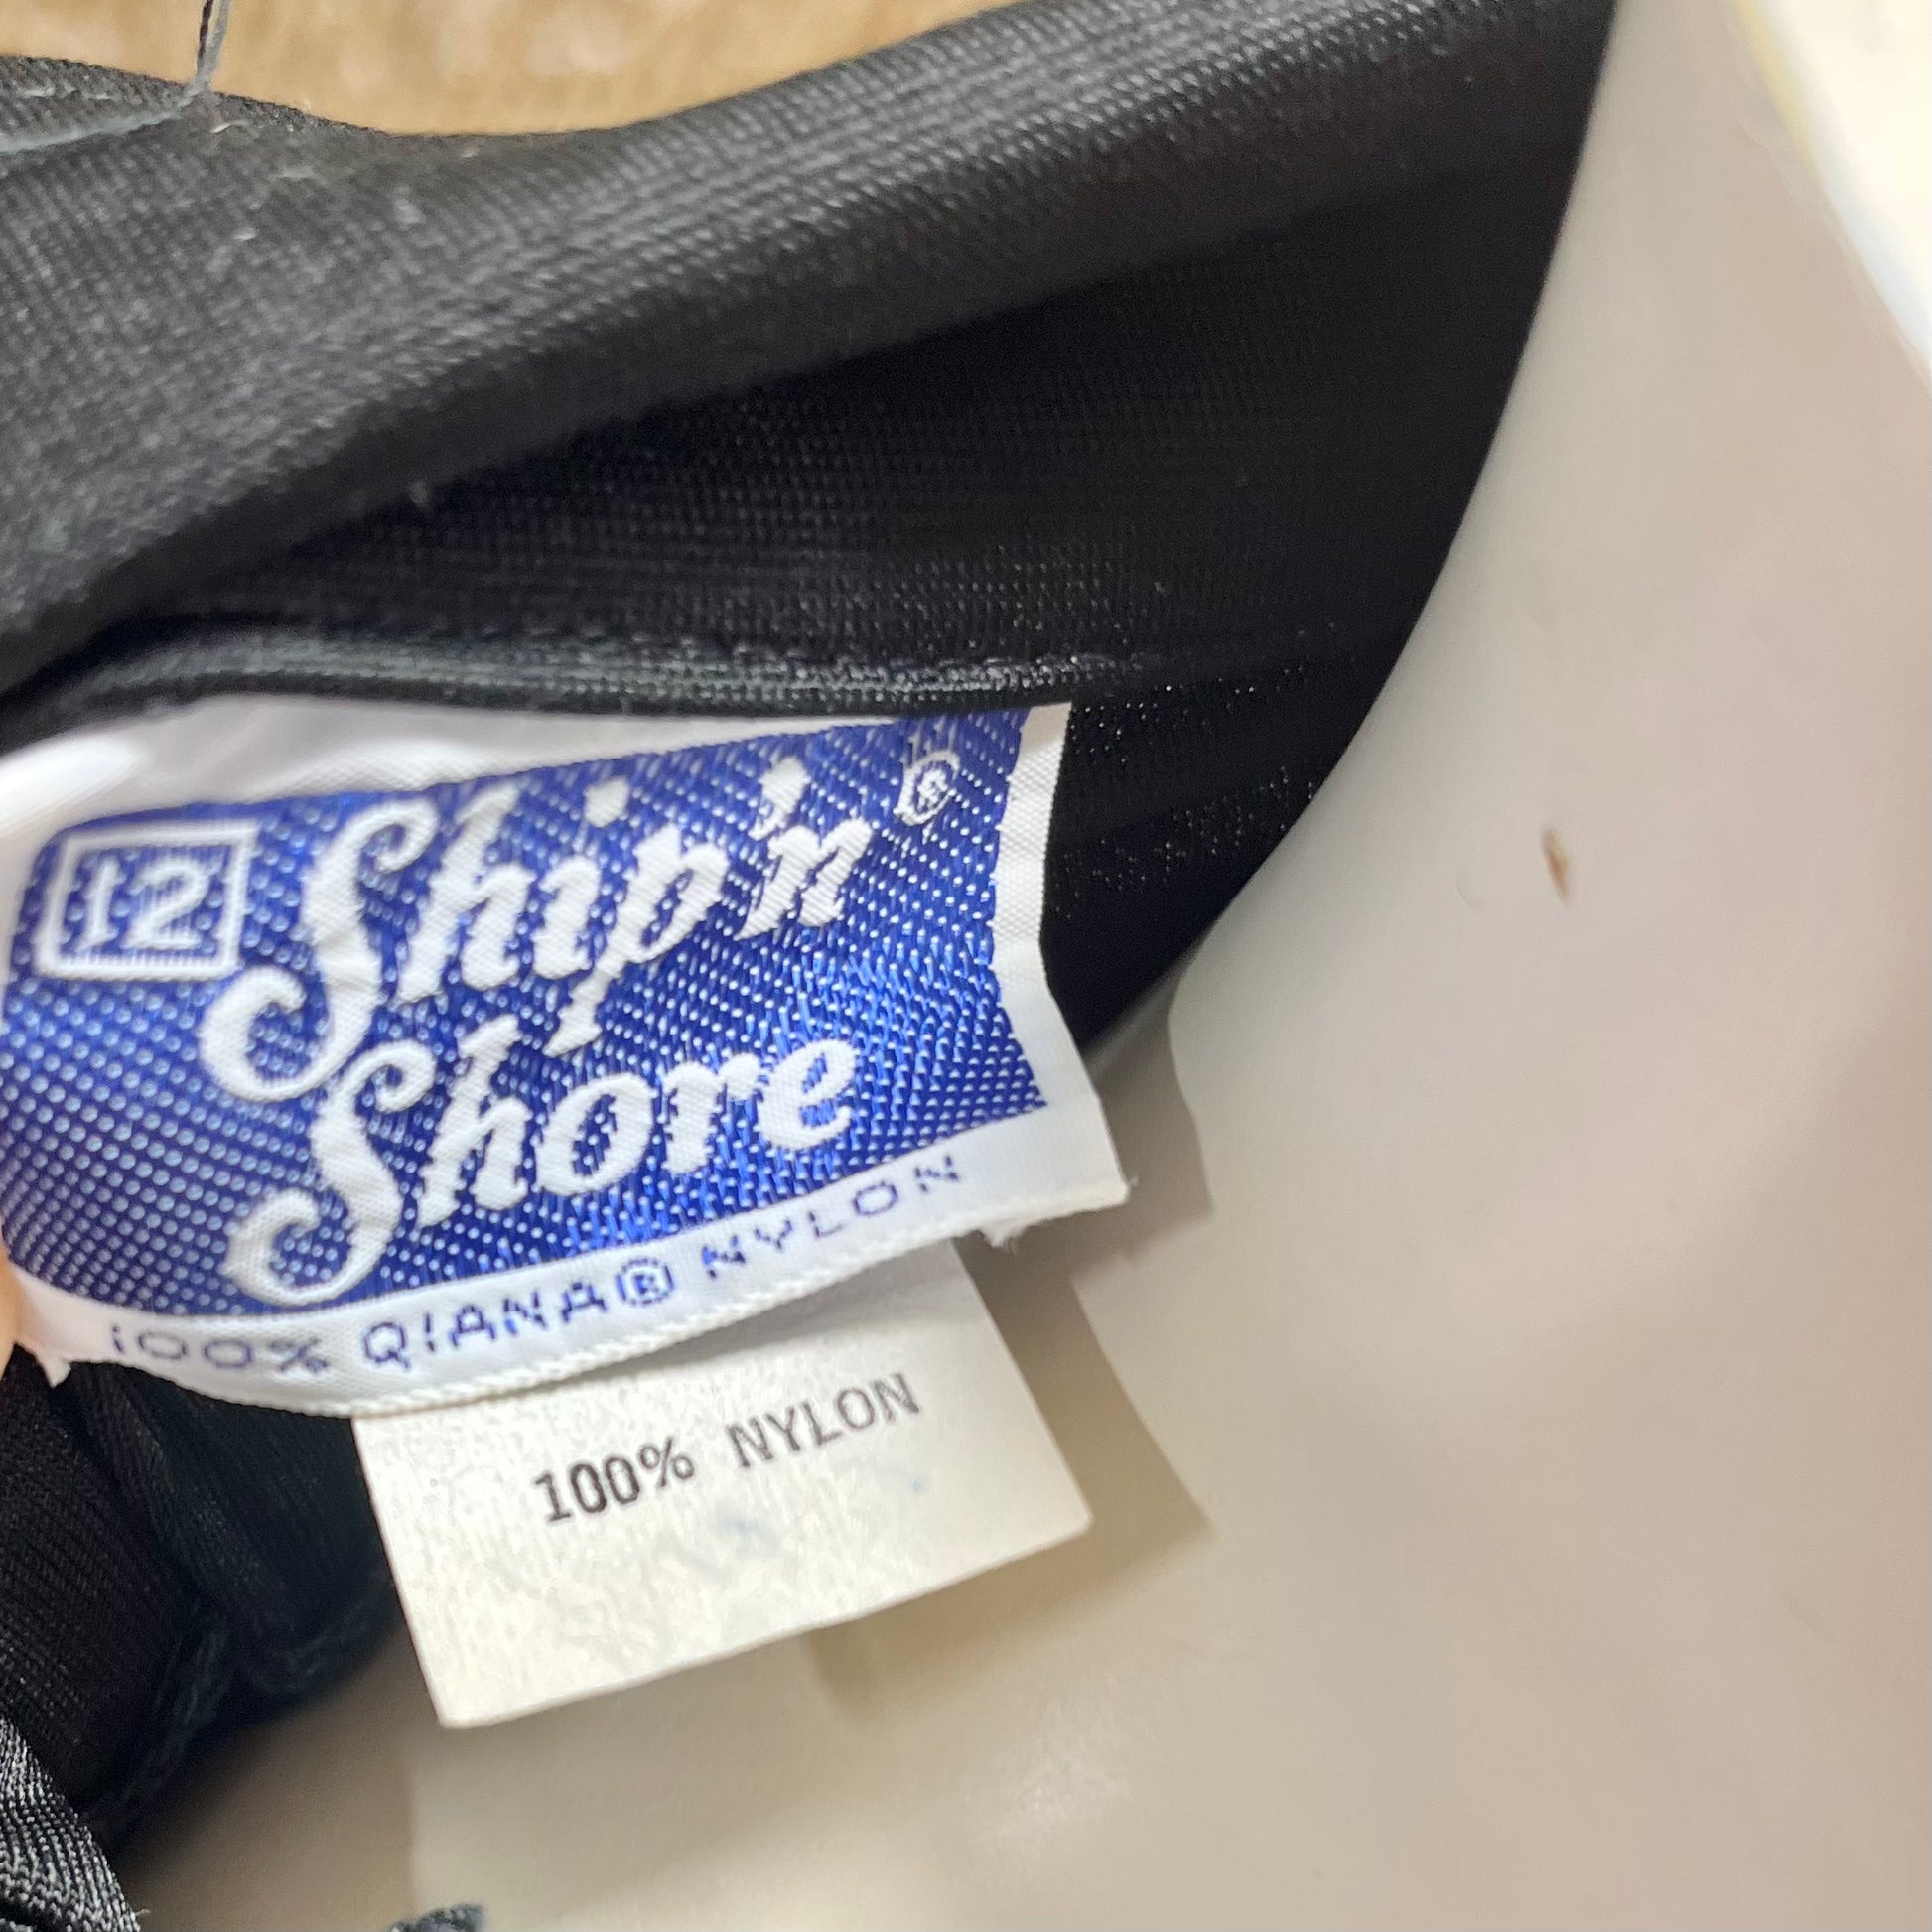 12
Ship'n
Shore
®
100% QIANA® NYLON
100% NYLON